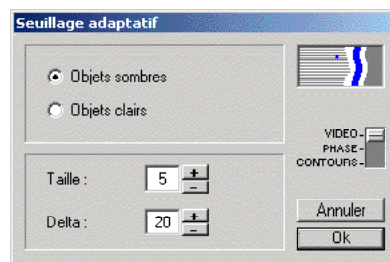 Seuillage adaptatif
Objets sombres
Objets clairs
VIDEO
PHASE
CONTOURS
Taille : 5 + -
Delta : 20 + -
Annuler
Ok